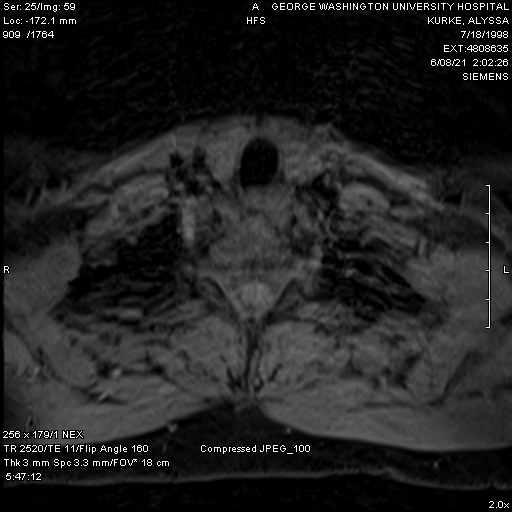 Ser: 25/Img: 59
Loc: -172.1 mm
909 /1764
A
HFS
GEORGE WASHINGTON UNIVERSITY HOSPITAL
KURKE, ALYSSA
7/18/1998
EXT:4808635
6/08/21 2:02:26
SIEMENS
R
L
256 x 179/1 NEX
TR 2520/TE 11/Flip Angle 160
Thk 3 mm Spc 3.3 mm/FOV* 18 cm
5:47:12
Compressed JPEG_100
2.0x